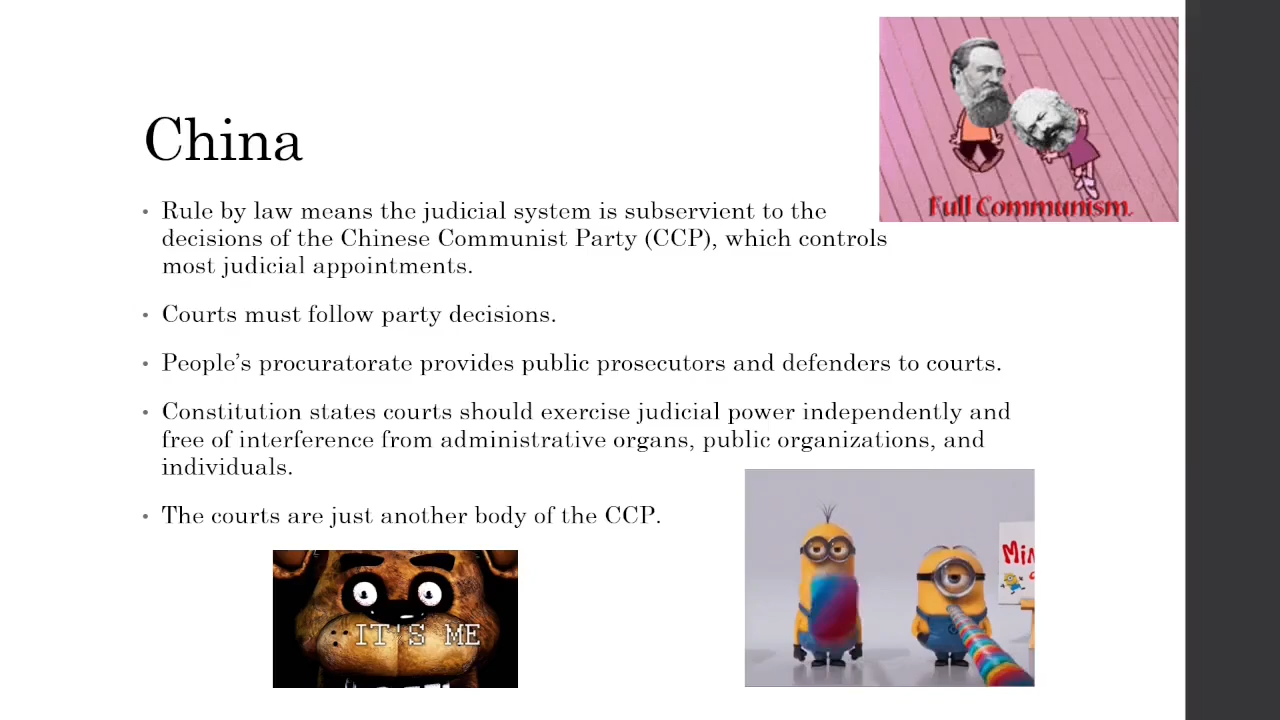 Full Communism.
China
• Rule by law means the judicial system is subservient to the
decisions of the Chinese Communist Party (CCP), which controls
most judicial appointments.
• Courts must follow party decisions.
• People’s procuratorate provides public prosecutors and defenders to courts.
• Constitution states courts should exercise judicial power independently and
free of interference from administrative organs, public organizations, and
individuals.
• The courts are just another body of the CCP.
IT'S ME